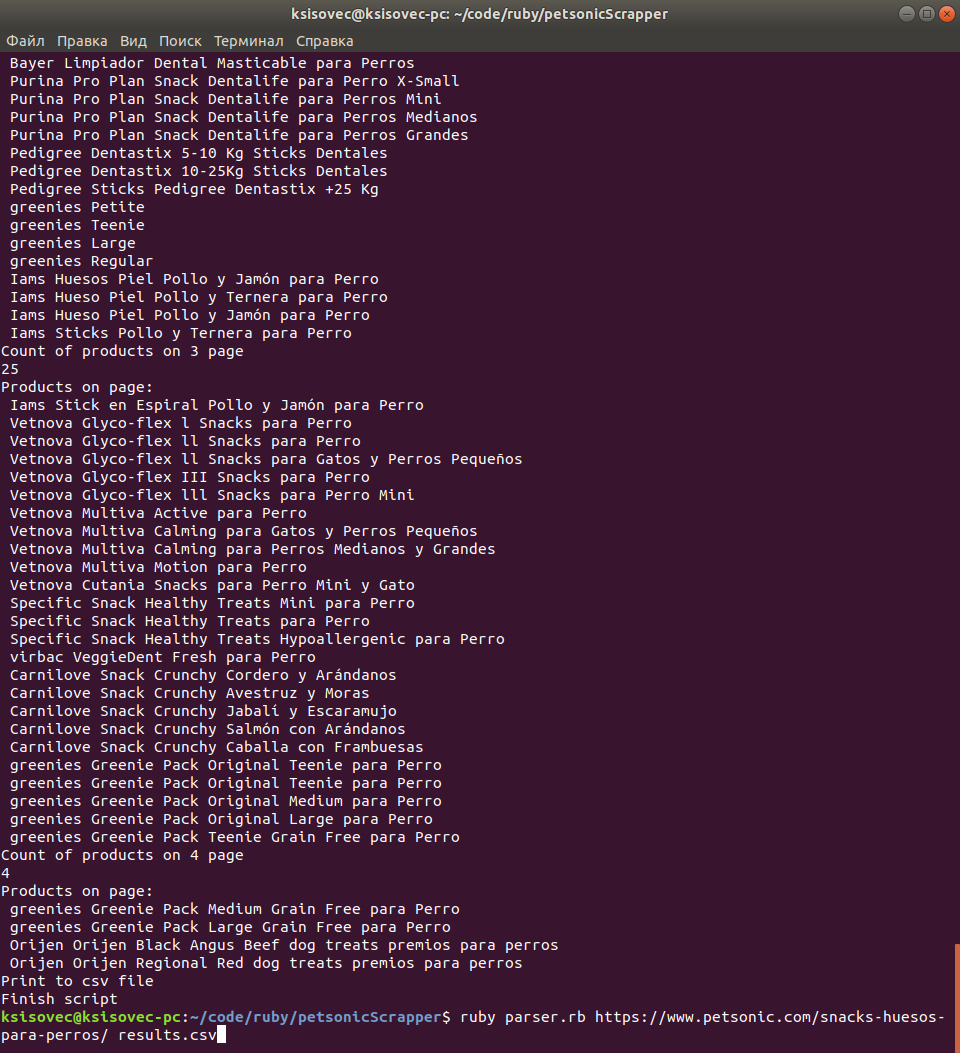 ksisovec@ksisovec-pc: ~/code/ruby/petsonicScrapper
Файл Правка Вид Поиск Терминал Справка
Bayer Limpiador Dental Masticable para Perros
Purina Pro Plan Snack Dentalife para Perro X-Small
Purina Pro Plan Snack Dentalife para Perros Mini
Purina Pro Plan Snack Dentalife para Perros Medianos
Purina Pro Plan Snack Dentalife para Perros Grandes
Pedigree Dentastix 5-10 Kg Sticks Dentales
Pedigree Dentastix 10-25Kg Sticks Dentales
Pedigree Sticks Pedigree Dentastix +25 Kg
greenies Petite
greenies Teenie
greenies Large
greenies Regular
Iams Huesos Piel Pollo y Jamón para Perro
Iams Hueso Piel Pollo y Ternera para Perro
Iams Hueso Piel Pollo y Jamón para Perro
Iams Sticks Pollo y Ternera para Perro
Count of products on 3 page
25
Products on page:
Iams Stick en Espiral Pollo y Jamón para Perro
Vetnova Glyco-flex l Snacks para Perro
Vetnova Glyco-flex ll Snacks para Perro
Vetnova Glyco-flex ll Snacks para Gatos y Perros Pequeños
Vetnova Glyco-flex III Snacks para Perro
Vetnova Glyco-flex lll Snacks para Perro Mini
Vetnova Multiva Active para Perro
Vetnova Multiva Calming para Gatos y Perros Pequeños
Vetnova Multiva Calming para Perros Medianos y Grandes
Vetnova Multiva Motion para Perro
Vetnova Cutania Snacks para Perro Mini y Gato
Specific Snack Healthy Treats Mini para Perro
Specific Snack Healthy Treats para Perro
Specific Snack Healthy Treats Hypoallergenic para Perro
virbac VeggieDent Fresh para Perro
Carnilove Snack Crunchy Cordero y Arándanos
Carnilove Snack Crunchy Avestruz y Moras
Carnilove Snack Crunchy Jabalí y Escaramujo
Carnilove Snack Crunchy Salmón con Arándanos
Carnilove Snack Crunchy Caballa con Frambuesas
greenies Greenie Pack Original Teenie para Perro
greenies Greenie Pack Original Teenie para Perro
greenies Greenie Pack Original Medium para Perro
greenies Greenie Pack Original Large para Perro
greenies Greenie Pack Teenie Grain Free para Perro
Count of products on 4 page
4
Products on page:
greenies Greenie Pack Medium Grain Free para Perro
greenies Greenie Pack Large Grain Free para Perro
Orijen Orijen Black Angus Beef dog treats premios para perros
Orijen Orijen Regional Red dog treats premios para perros
Print to csv file
Finish script
ksisovec@ksisovec-pc:~/code/ruby/petsonicScrapper$ ruby parser.rb https://www.petsonic.com/snacks-huesos-
para-perros/ results.csv